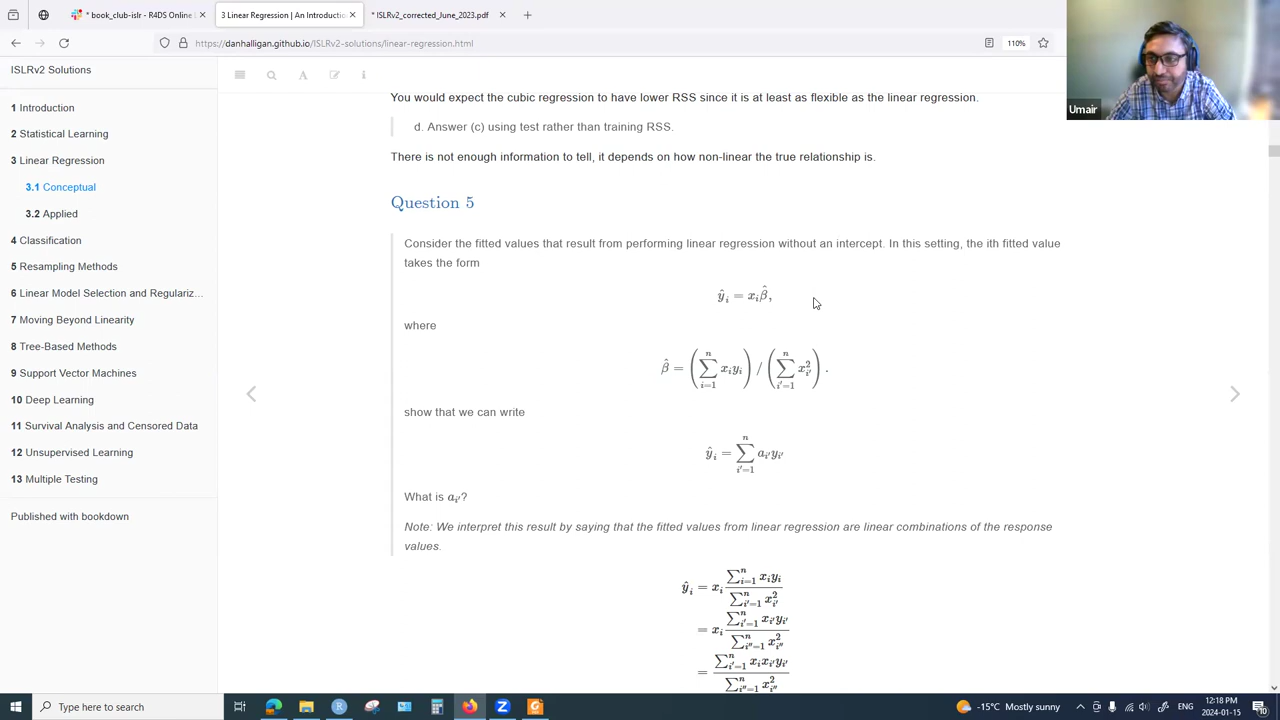 * book_club-islr - R4DS Online
3 Linear Regression | An Introducti
* ISLRv2_corrected_June_2023.pdf
https://danhalligan.github.io/ISLRv2-solutions/linear-regression.html
110%
Umair
ISLRv2 Solutions
1 Introduction
2 Statistical Learning
3 Linear Regression
3.1 Conceptual
3.2 Applied
4 Classification
5 Resampling Methods
6 Linear Model Selection and Regulariz...
7 Moving Beyond Linearity
8 Tree-Based Methods
9 Support Vector Machines
10 Deep Learning
11 Survival Analysis and Censored Data
12 Unsupervised Learning
13 Multiple Testing
Published with bookdown
You would expect the cubic regression to have lower RSS since it is at least as flexible as the linear regression.
d. Answer (c) using test rather than training RSS.
There is not enough information to tell, it depends on how non-linear the true relationship is.
Question 5
Consider the fitted values that result from performing linear regression without an intercept. In this setting, the ith fitted value
takes the form
ŷ_i = x_i β̂,
where
β̂ = (∑_{i=1}^{n} x_i y_i) / (∑_{i'=1}^{n} x_{i'}^2).
show that we can write
ŷ_i = ∑_{i'=1}^{n} a_{i'} y_{i'}
What is a_{i'}?
Note: We interpret this result by saying that the fitted values from linear regression are linear combinations of the response
values.
ŷ_i = x_i \frac{∑_{i=1}^{n} x_i y_i}{∑_{i'=1}^{n} x_{i'}^2}
= x_i \frac{∑_{i'=1}^{n} x_{i'} y_{i'}}{∑_{i''=1}^{n} x_{i''}^2}
= \frac{∑_{i'=1}^{n} x_i x_{i'} y_{i'}}{∑_{i''=1}^{n} x_{i''}^2}
Type here to search
-15°C Mostly sunny
ENG
12:18 PM
2024-01-15
10